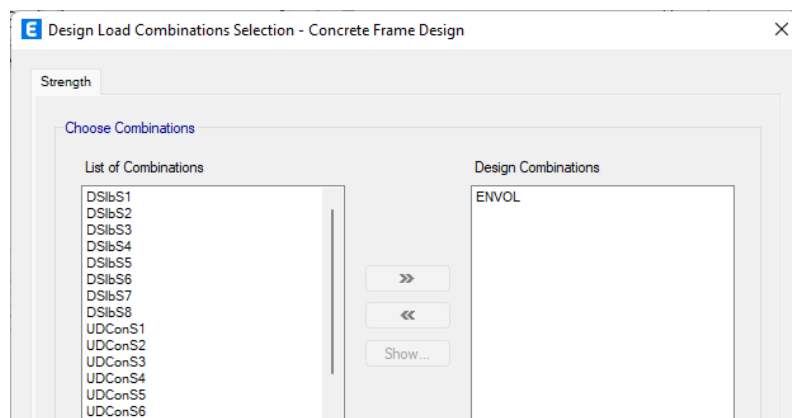 E Design Load Combinations Selection - Concrete Frame Design
Strength
Choose Combinations
List of Combinations
DSlbS1
DSlbS2
DSlbS3
DSlbS4
DSlbS5
DSlbS6
DSlbS7
DSlbS8
UDConS1
UDConS2
UDConS3
UDConS4
UDConS5
UDConS6
>>
<<
Show...
Design Combinations
ENVOL